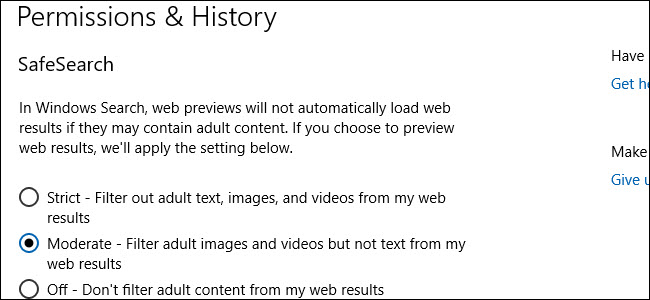 Permissions & History
SafeSearch
In Windows Search, web previews will not automatically load web
results if they may contain adult content. If you choose to preview
web results, we'll apply the setting below.
Strict - Filter out adult text, images, and videos from my web
results
Moderate - Filter adult images and videos but not text from my
web results
Off - Don't filter adult content from my web results
Have
Get
Make
Give